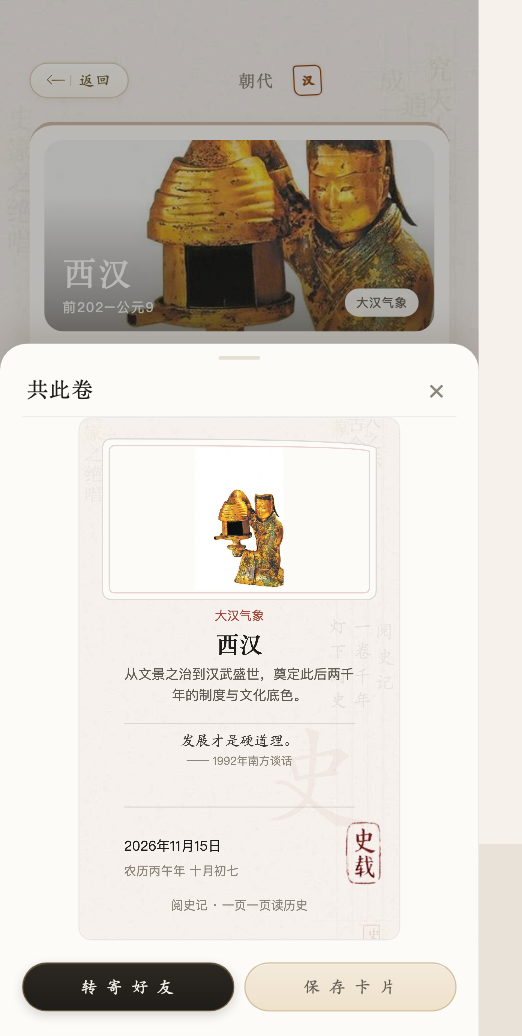 返回
朝代 汉
西汉
前202—公元9
大汉气象
共此卷
大汉气象
西汉
从文景之治到汉武盛世，奠定此后两千
年的制度与文化底色。
发展才是硬道理。
—— 1992年南方谈话
史
2026年11月15日
农历丙午年 十月初七
史载
阅史记·一页一页读历史
转寄好友
保存卡片